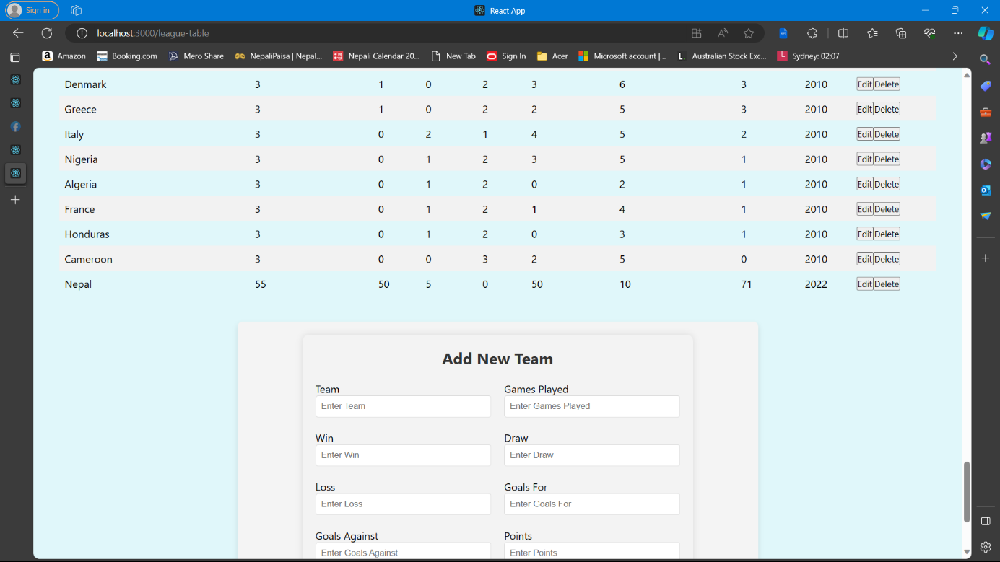 Sign in
React App
localhost:3000/league-table
Amazon Booking.com Mero Share NepaliPaisa | Nepal... Nepali Calendar 20... New Tab Sign In Acer Microsoft account |... L. Australian Stock Exc... L Sydney: 02:07
Denmark 3 1 0 2 3 6 3 2010 Edit Delete
Greece 3 1 0 2 2 5 3 2010 Edit Delete
Italy 3 0 2 1 4 5 2 2010 Edit Delete
Nigeria 3 0 1 2 3 5 1 2010 Edit Delete
Algeria 3 0 1 2 0 2 1 2010 Edit Delete
France 3 0 1 2 1 4 1 2010 Edit Delete
Honduras 3 0 1 2 0 3 1 2010 Edit Delete
Cameroon 3 0 0 3 2 5 0 2010 Edit Delete
Nepal 55 50 5 0 50 10 71 2022 Edit Delete
Add New Team
Team Games Played
Enter Team Enter Games Played
Win Draw
Enter Win Enter Draw
Loss Goals For
Enter Loss Enter Goals For
Goals Against Points
Enter Goals Against Enter Points